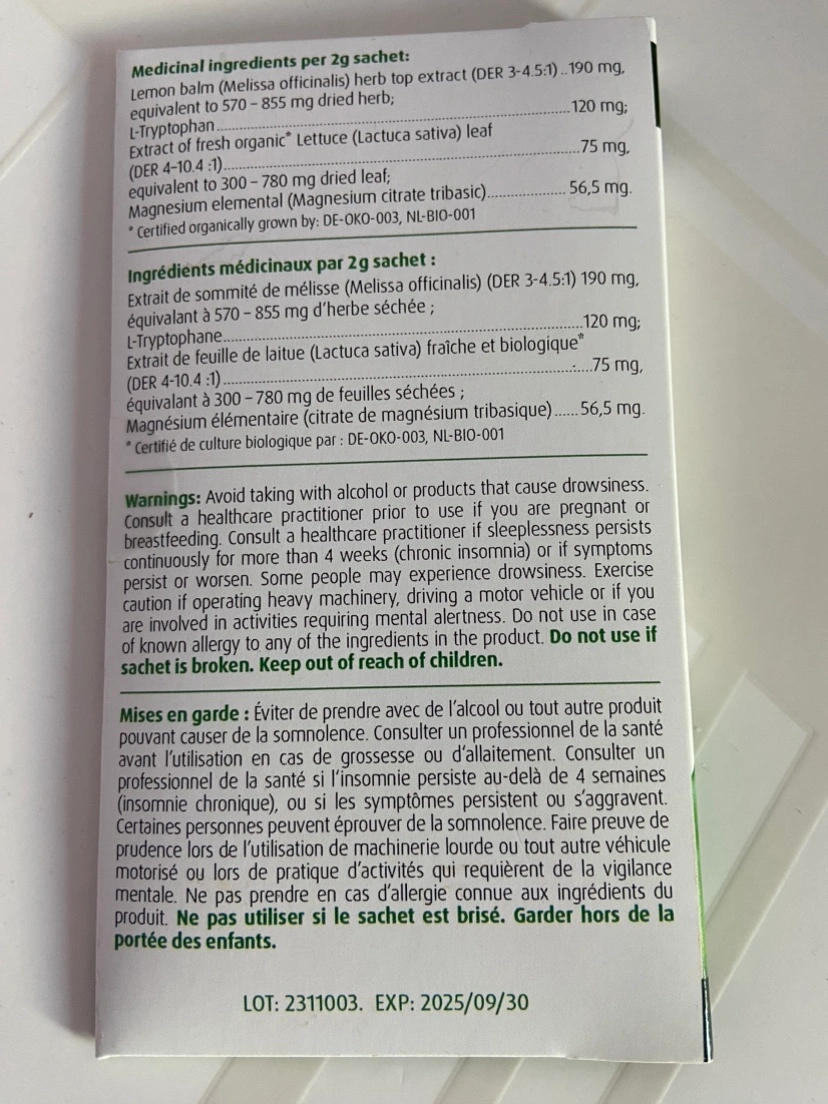 Medicinal ingredients per 2g sachet:
Lemon balm (Melissa officinalis) herb top extract (DER 3-4.5:1)..190 mg,
equivalent to 570 – 855 mg dried herb;
L-Tryptophan..........120 mg;
Extract of fresh organic* Lettuce (Lactuca sativa) leaf
(DER 4-10.4 :1)..........75 mg,
equivalent to 300 – 780 mg dried leaf;
Magnesium elemental (Magnesium citrate tribasic)..........56,5 mg.
* Certified organically grown by: DE-OKO-003, NL-BIO-001
Ingrédients médicinaux par 2g sachet :
Extrait de sommité de mélisse (Melissa officinalis) (DER 3-4.5:1) 190 mg,
équivalant à 570 – 855 mg d'herbe séchée ;
L-Tryptophane..........120 mg;
Extrait de feuille de laitue (Lactuca sativa) fraîche et biologique*
(DER 4-10.4 :1)..........75 mg,
équivalant à 300 – 780 mg de feuilles séchées ;
Magnésium élémentaire (citrate de magnésium tribasique)......56,5 mg.
* Certifié de culture biologique par : DE-OKO-003, NL-BIO-001
Warnings: Avoid taking with alcohol or products that cause drowsiness.
Consult a healthcare practitioner prior to use if you are pregnant or
breastfeeding. Consult a healthcare practitioner if sleeplessness persists
continuously for more than 4 weeks (chronic insomnia) or if symptoms
persist or worsen. Some people may experience drowsiness. Exercise
caution if operating heavy machinery, driving a motor vehicle or if you
are involved in activities requiring mental alertness. Do not use in case
of known allergy to any of the ingredients in the product. Do not use if
sachet is broken. Keep out of reach of children.
Mises en garde : Éviter de prendre avec de l'alcool ou tout autre produit
pouvant causer de la somnolence. Consulter un professionnel de la santé
avant l'utilisation en cas de grossesse ou d'allaitement. Consulter un
professionnel de la santé si l'insomnie persiste au-delà de 4 semaines
(insomnie chronique), ou si les symptômes persistent ou s'aggravent.
Certaines personnes peuvent éprouver de la somnolence. Faire preuve de
prudence lors de l'utilisation de machinerie lourde ou tout autre véhicule
motorisé ou lors de pratique d'activités qui requièrent de la vigilance
mentale. Ne pas prendre en cas d'allergie connue aux ingrédients du
produit. Ne pas utiliser si le sachet est brisé. Garder hors de la
portée des enfants.
LOT: 2311003. EXP: 2025/09/30